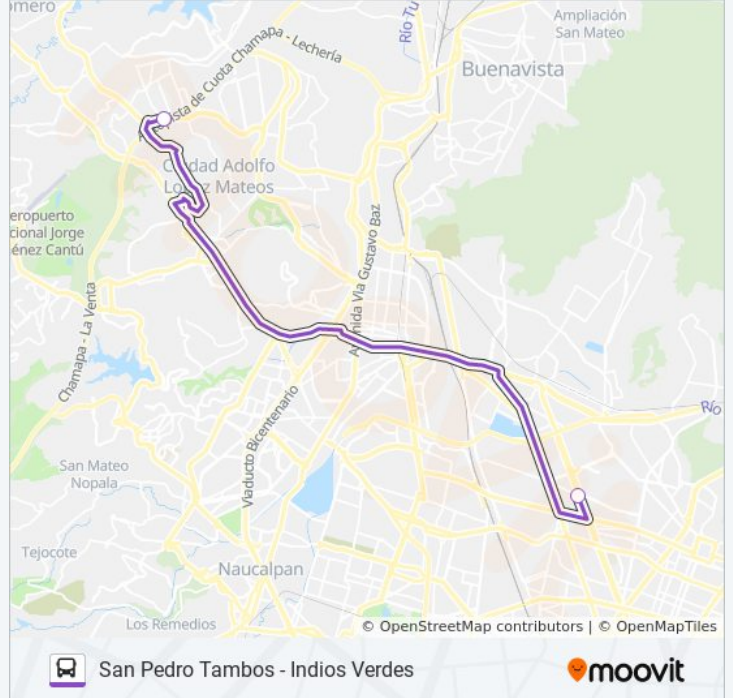 omero
Ampliación
San Mateo
Río Tu
Autopista de Cuota Chamapa - Lechería
Buenavista
Ciudad Adolfo
López Mateos
eropuerto
cional Jorge
énez Cantú
Avenida Vía Gustavo Baz
Chamapa - La Venta
Río
Viaducto Bicentenario
San Mateo
Nopala
Tejocote
Naucalpan
Los Remedios
© OpenStreetMap contributors | © OpenMapTiles
San Pedro Tambos - Indios Verdes
moovit